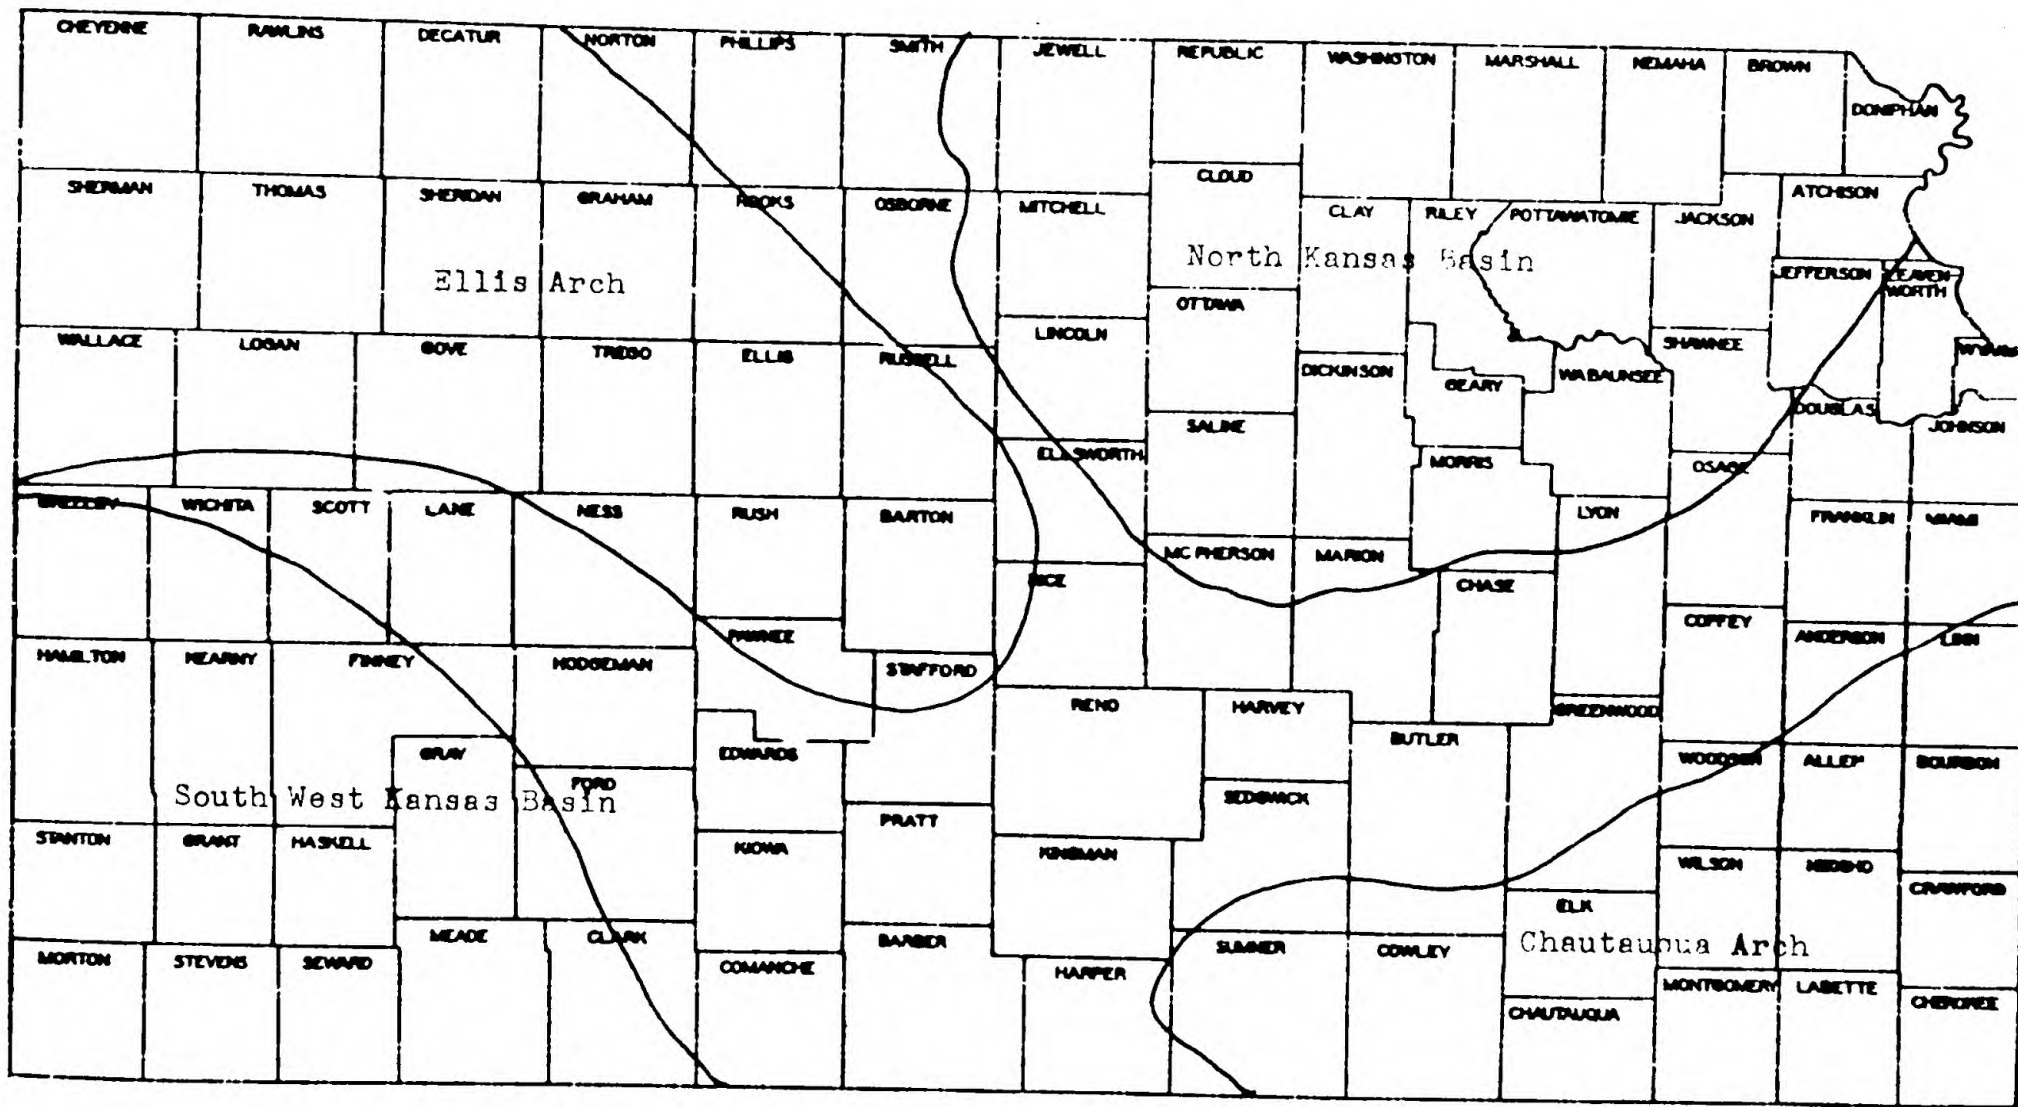 CHEYENNE RAWLINS DECATUR NORTON PHILLIPS SMITH JEWELL REPUBLIC WASHINGTON MARSHALL NEMAHA BROWN
DONIPHAN
SHERMAN THOMAS SHERIDAN GRAHAM ROOKS OSBORNE MITCHELL CLOUD CLAY RILEY POTTAWATOMIE JACKSON ATCHISON
Ellis Arch
North Kansas Basin
JEFFERSON LEAVEN
WORTH
WALLACE LOGAN GOVE TREGO ELLIS RUSSELL LINCOLN OTTAWA DICKINSON GEARY WABAUNSEE SHAWNEE
DOUGLAS JOHNSON
ELLSWORTH SALINE MORRIS OSAGE
GREELEY WICHITA SCOTT LANE NESS RUSH BARTON LYON FRANKLIN MIAMI
RICE MC PHERSON MARION CHASE
PAWNEE COFFEY ANDERSON LINN
HAMILTON KEARNY FINNEY HODGEMAN STAFFORD
RENO HARVEY GREENWOOD
GRAY EDWARDS BUTLER WOODSON ALLEN BOURBON
FORD
South West Kansas Basin
SEDGWICK
STANTON GRANT HASKELL KIOWA PRATT KINGMAN WILSON NEOSHO CRAWFORD
ELK
MEADE CLARK BARBER SUMNER COWLEY
Chautauqua Arch
MORTON STEVENS SEWARD COMANCHE HARPER MONTGOMERY LABETTE CHEROKEE
CHAUTAUQUA